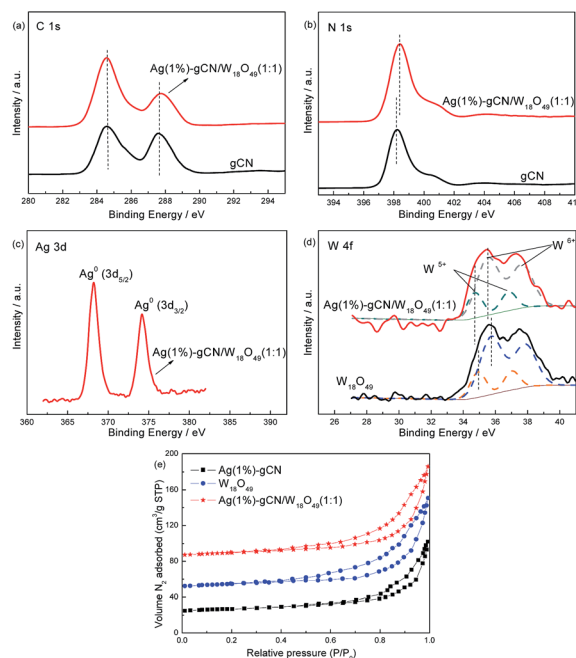 (a) C 1s
Ag(1%)-gCN/W₁₈O₄₉(1:1)
gCN
Intensity / a.u.
280 282 284 286 288 290 292 294
Binding Energy / eV
(b) N 1s
Ag(1%)-gCN/W₁₈O₄₉(1:1)
gCN
Intensity / a.u.
394 396 398 400 402 404 406 408 410
Binding Energy / eV
(c) Ag 3d
Ag⁰ (3d₅/₂)
Ag⁰ (3d₃/₂)
Ag(1%)-gCN/W₁₈O₄₉(1:1)
Intensity / a.u.
360 365 370 375 380 385 390
Binding Energy / eV
(d) W 4f
W⁶⁺
W⁵⁺
Ag(1%)-gCN/W₁₈O₄₉(1:1)
W₁₈O₄₉
Intensity / a.u.
26 28 30 32 34 36 38 40
Binding Energy / eV
(e)
Ag(1%)-gCN
W₁₈O₄₉
Ag(1%)-gCN/W₁₈O₄₉(1:1)
Volume N₂ adsorbed (cm³/g STP)
200
160
120
80
40
0
0.0 0.2 0.4 0.6 0.8 1.0
Relative pressure (P/P₀)